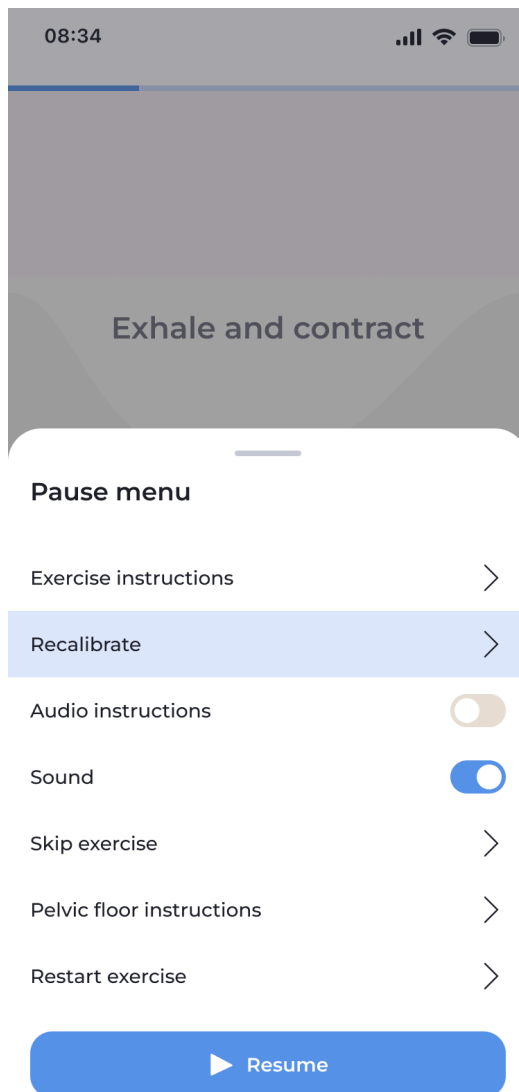 08:34
Exhale and contract
Pause menu
Exercise instructions
Recalibrate
Audio instructions
Sound
Skip exercise
Pelvic floor instructions
Restart exercise
Resume